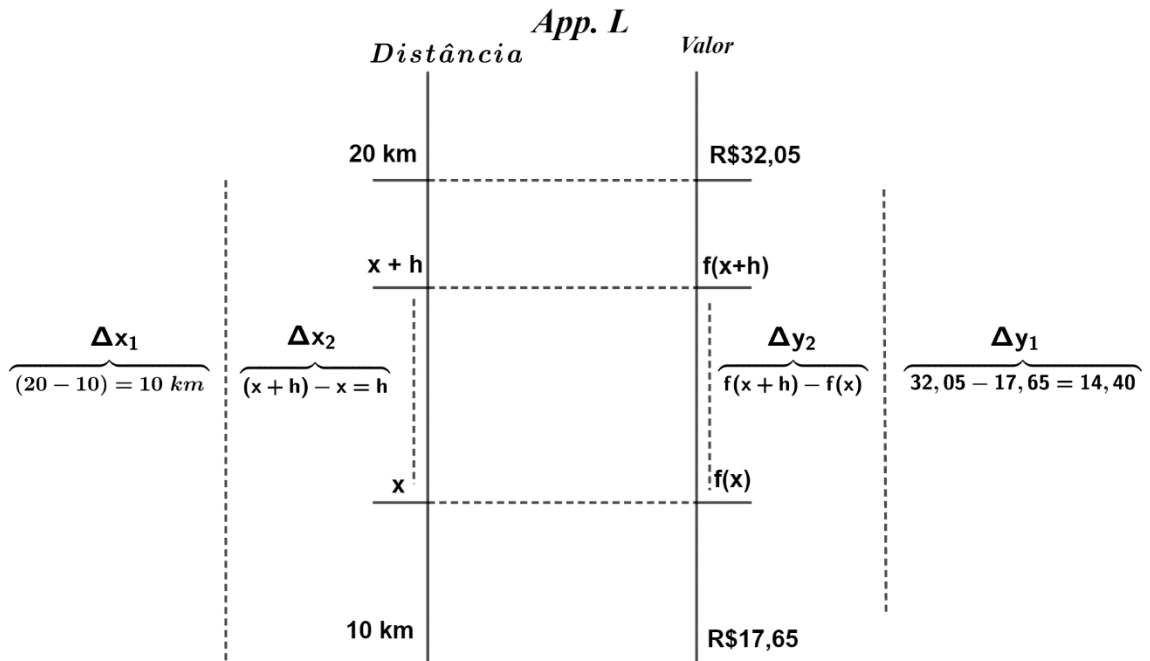 App. L
Distância Valor
20 km R$32,05
x + h f(x+h)
Δx₁ Δx₂ Δy₂ Δy₁
(20 − 10) = 10 km (x + h) − x = h f(x + h) − f(x) 32, 05 − 17, 65 = 14, 40
x f(x)
10 km R$17,65